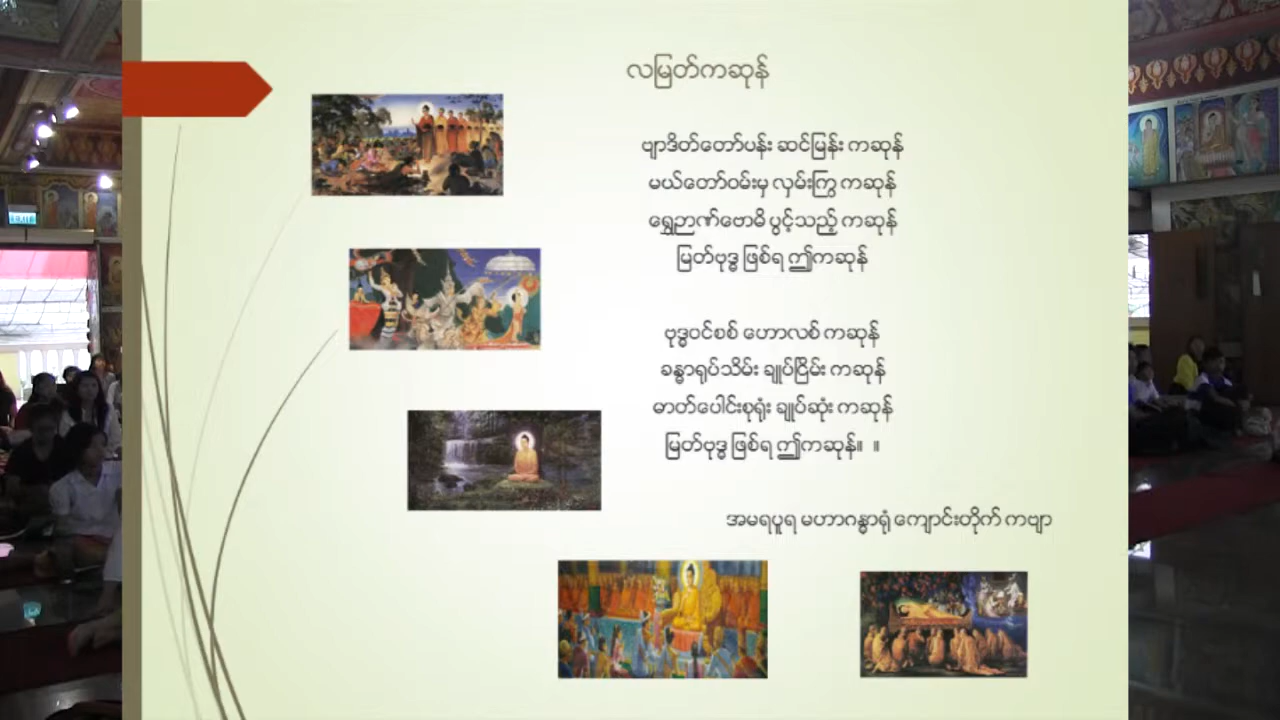 လမြတ်ကဆုန်
ဗျာဒိတ်တော်ပန်း ဆင်မြန်း ကဆုန်
မယ်တော်ဝမ်းမှ လှမ်းကြွ ကဆုန်
ရွှေဉာဏ်ဗောဓိ ပွင့်သည့် ကဆုန်
မြတ်ဗုဒ္ဓ ဖြစ်ရ ဤကဆုန်
ဗုဒ္ဓဝင်စစ် ဟောလစ် ကဆုန်
ခန္ဓာရုပ်သိမ်း ချုပ်ငြိမ်း ကဆုန်
ဓာတ်ပေါင်းစုရုံး ချုပ်ဆုံး ကဆုန်
မြတ်ဗုဒ္ဓ ဖြစ်ရ ဤကဆုန်။ ။
အမရပူရ မဟာဂန္ဓာရုံ ကျောင်းတိုက် ကဗျာ
EXIT